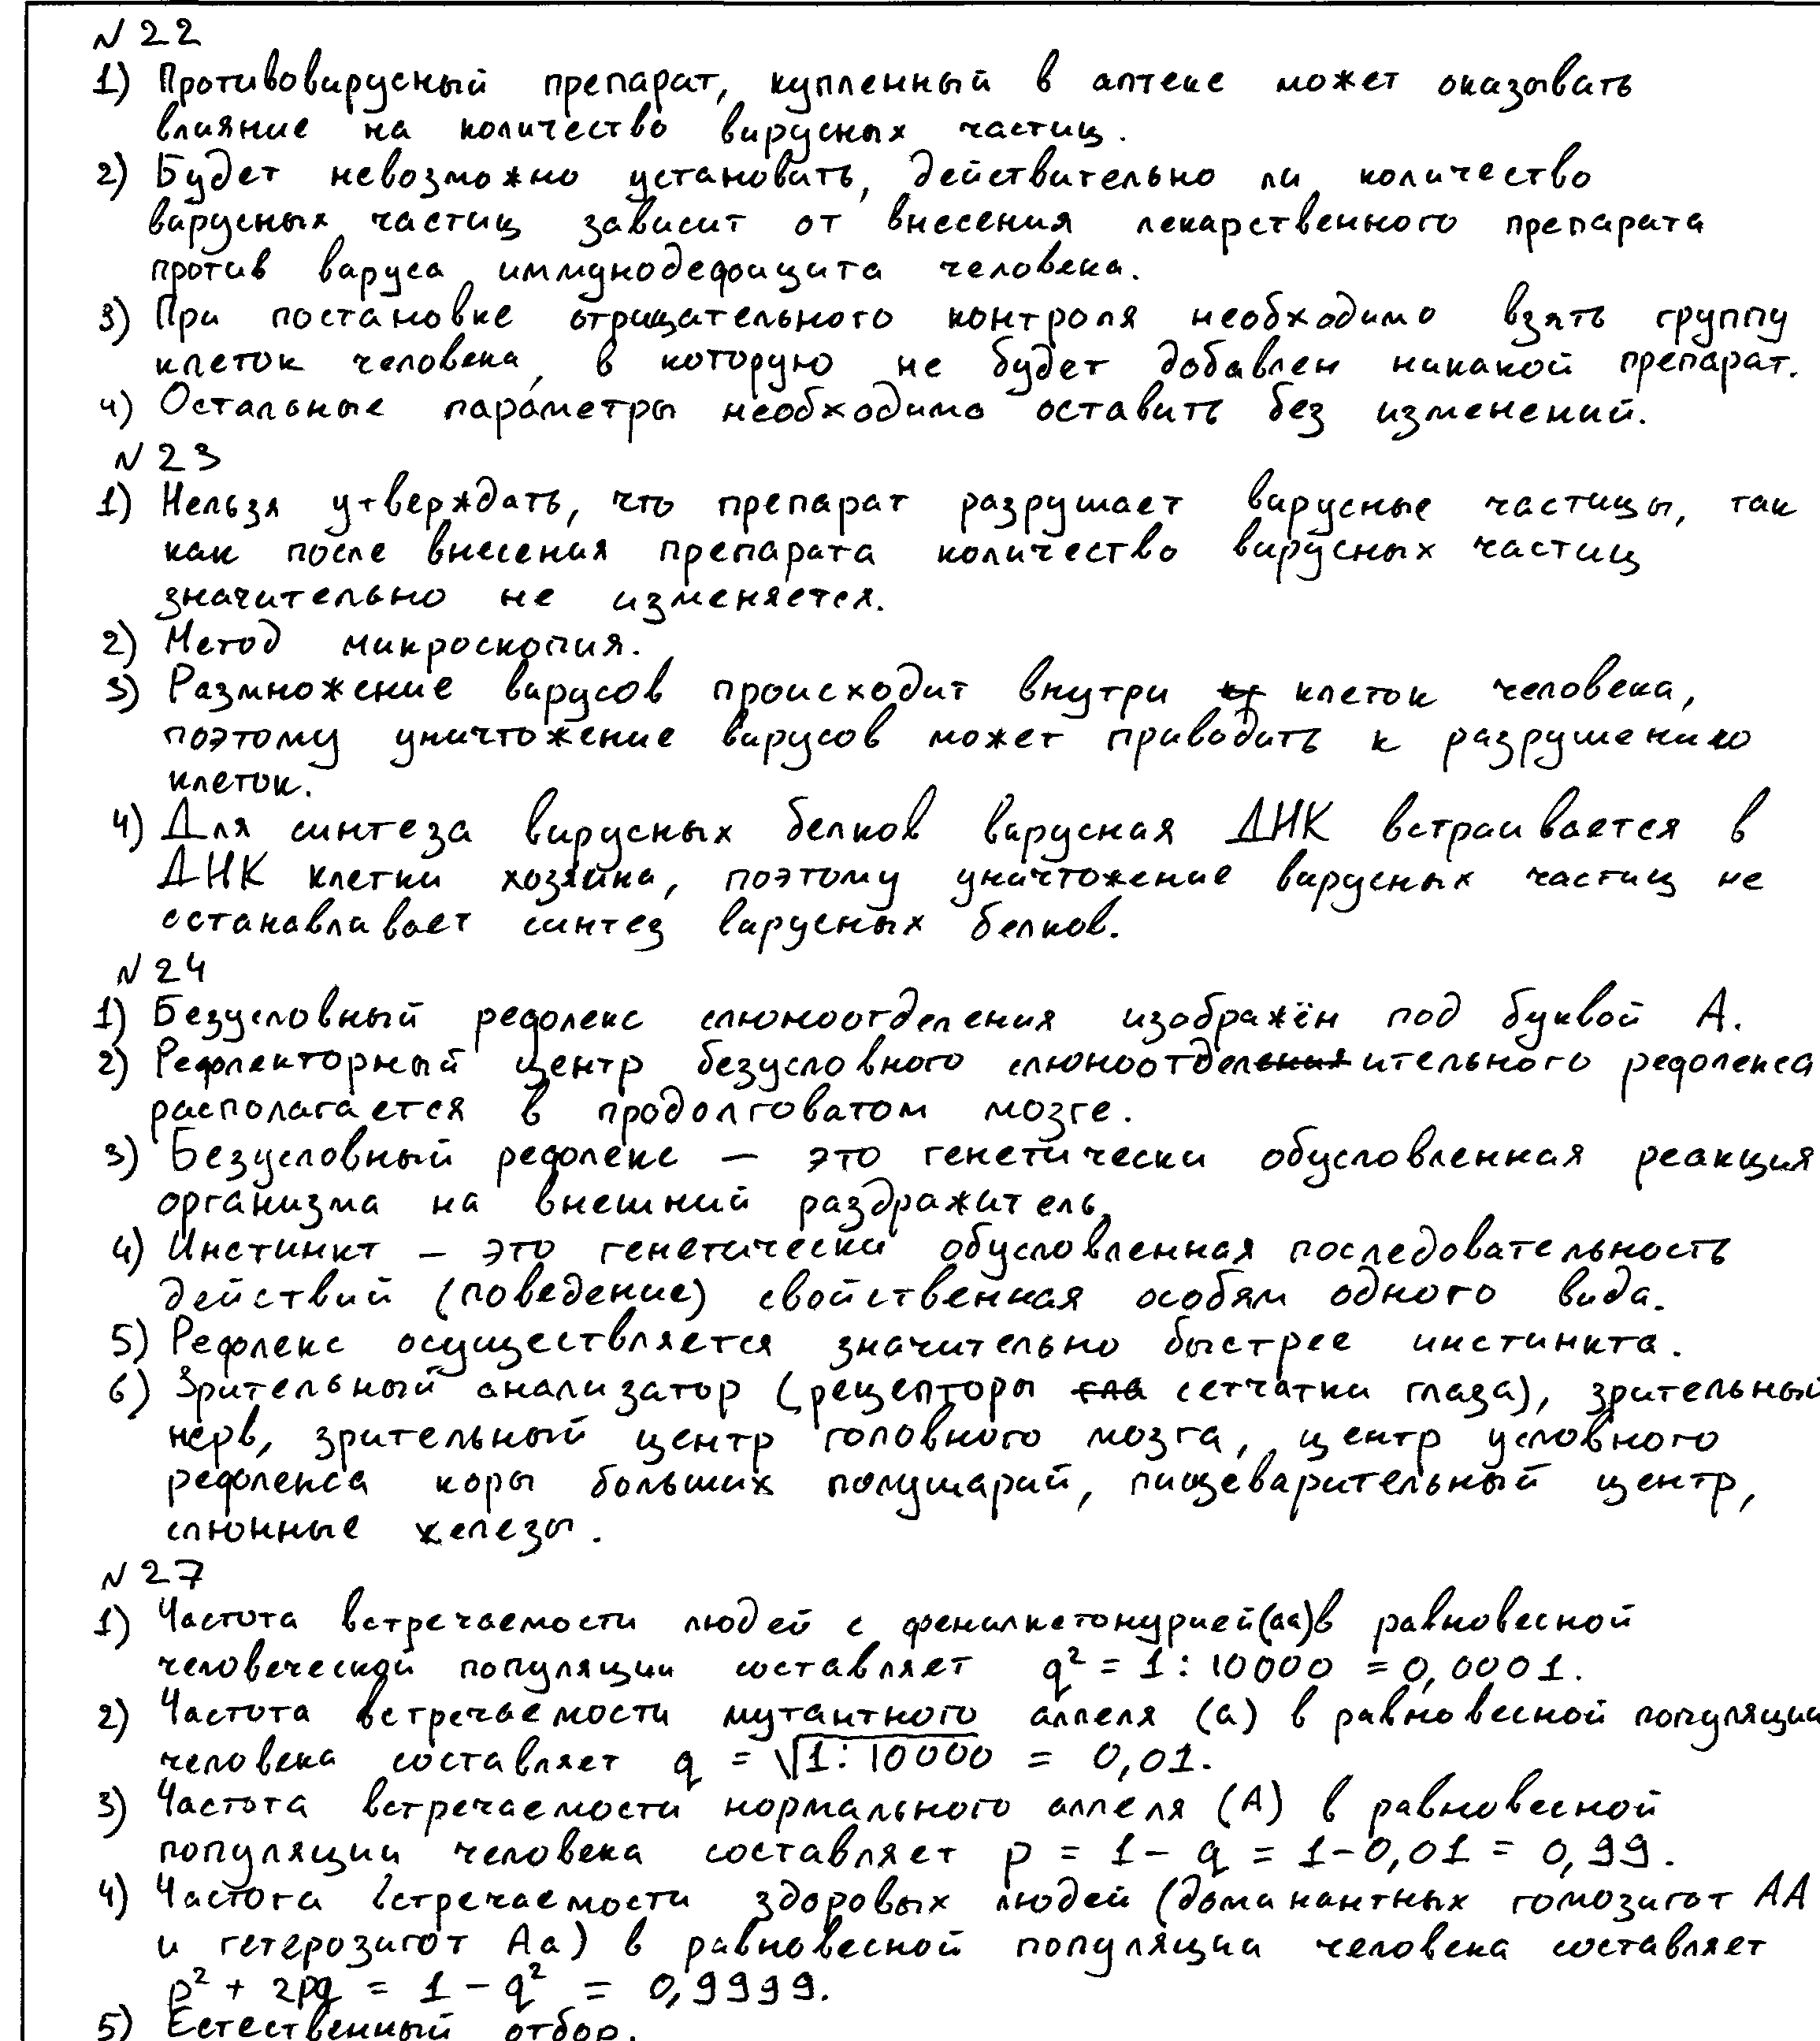 N 22
1) Противовирусный препарат, купленный в аптеке может оказывать
влияние на количество вирусных частиц.
2) Будет невозможно установить, действительно ли количество
вирусных частиц зависит от внесения лекарственного препарата
против вируса иммунодефицита человека.
3) При постановке отрицательного контроля необходимо взять группу
клеток человека, в которую не будет добавлен никакой препарат.
4) Остальные параметры необходимо оставить без изменений.
N 23
1) Нельзя утверждать, что препарат разрушает вирусные частицы, так
как после внесения препарата количество вирусных частиц
значительно не изменяется.
2) Метод микроскопия.
3) Размножение вирусов происходит внутри клеток человека,
поэтому уничтожение вирусов может приводить к разрушению
клеток.
4) Для синтеза вирусных белков вирусная ДНК встраивается в
ДНК клетки хозяина, поэтому уничтожение вирусных частиц не
останавливает синтез вирусных белков.
N 24
1) Безусловный рефлекс слюноотделения изображён под буквой А.
2) Рефлекторный центр безусловного слюноотделительного рефлекса
располагается в продолговатом мозге.
3) Безусловный рефлекс — это генетически обусловленная реакция
организма на внешний раздражитель.
4) Инстинкт — это генетически обусловленная последовательность
действий (поведение) свойственная особям одного вида.
5) Рефлекс осуществляется значительно быстрее инстинкта.
6) Зрительный анализатор (рецепторы сетчатки глаза), зрительный
нерв, зрительный центр головного мозга, центр условного
рефлекса коры больших полушарий, пищеварительный центр,
слюнные железы.
N 27
1) Частота встречаемости людей с фенилкетонурией(аа)в равновесной
человеческой популяции составляет q² = 1 : 10000 = 0,0001.
2) Частота встречаемости мутантного аллеля (а) в равновесной популяции
человека составляет q = √1 : 10000 = 0,01.
3) Частота встречаемости нормального аллеля (А) в равновесной
популяции человека составляет p = 1 - q = 1-0,01 = 0,99.
4) Частота встречаемости здоровых людей (доминантных гомозигот АА
и гетерозигот Аа) в равновесной популяции человека составляет
p² + 2pq = 1 - q² = 0,9999.
5) Естественный отбор.